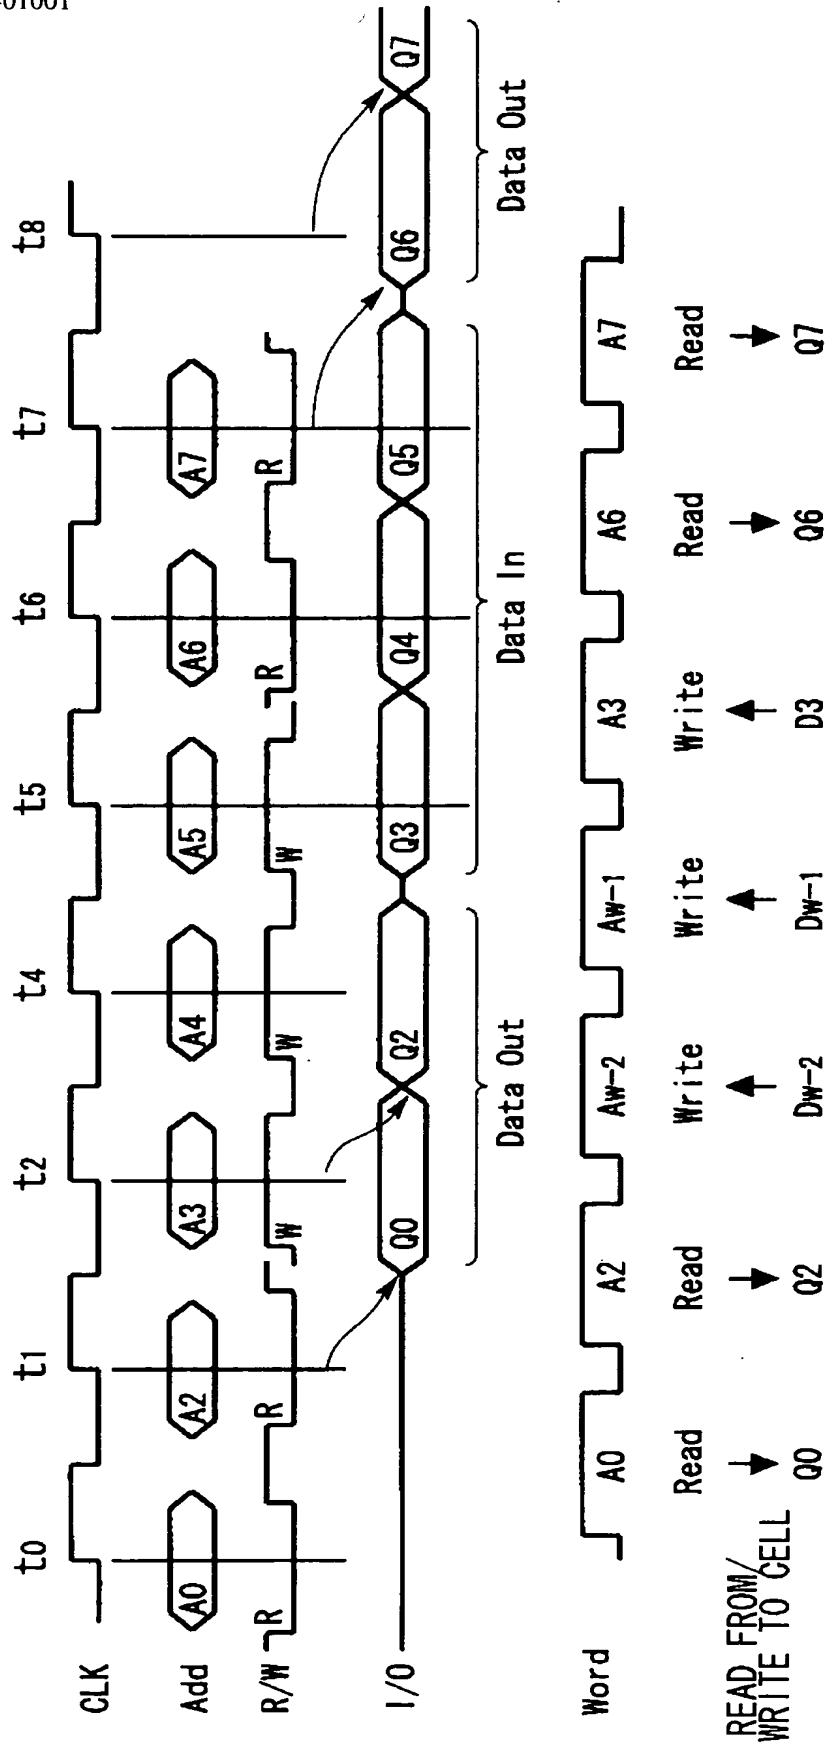 t0 t1 t2 t4 t5 t6 t7 t8
CLK
Add A0 A2 A3 A4 A5 A6 A7
R/W R R W W W R R
I/O Q0 Q2 Q3 Q4 Q5 Q6 Q7
Data Out Data In Data Out
Word A0 A2 Aw-2 Aw-1 A3 A6 A7
Read Read Write Write Write Read Read
READ FROM/
WRITE TO CELL
Q0 Q2 Dw-2 Dw-1 D3 Q6 Q7